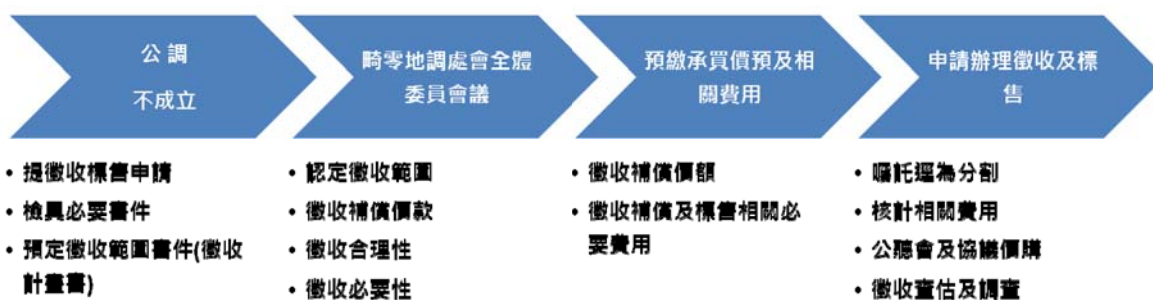 公調
不成立
畸零地調處會全體
委員會議
預繳承買價預及相
關費用
申請辦理徵收及標
售
• 提徵收標售申請
• 檢具必要書件
• 預定徵收範圍書件(徵收
計畫書)
• 認定徵收範圍
• 徵收補償價款
• 徵收合理性
• 徵收必要性
• 徵收補償價額
• 徵收補償及標售相關必
要費用
• 囑託逕為分割
• 核計相關費用
• 公聽會及協議價購
• 徵收查估及調查